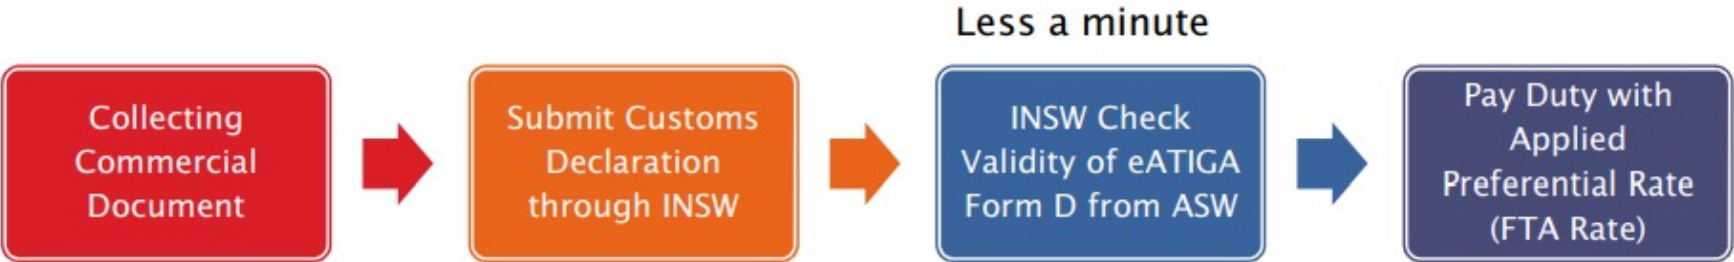 Less a minute
Collecting
Commercial
Document
Submit Customs
Declaration
through INSW
INSW Check
Validity of eATIGA
Form D from ASW
Pay Duty with
Applied
Preferential Rate
(FTA Rate)